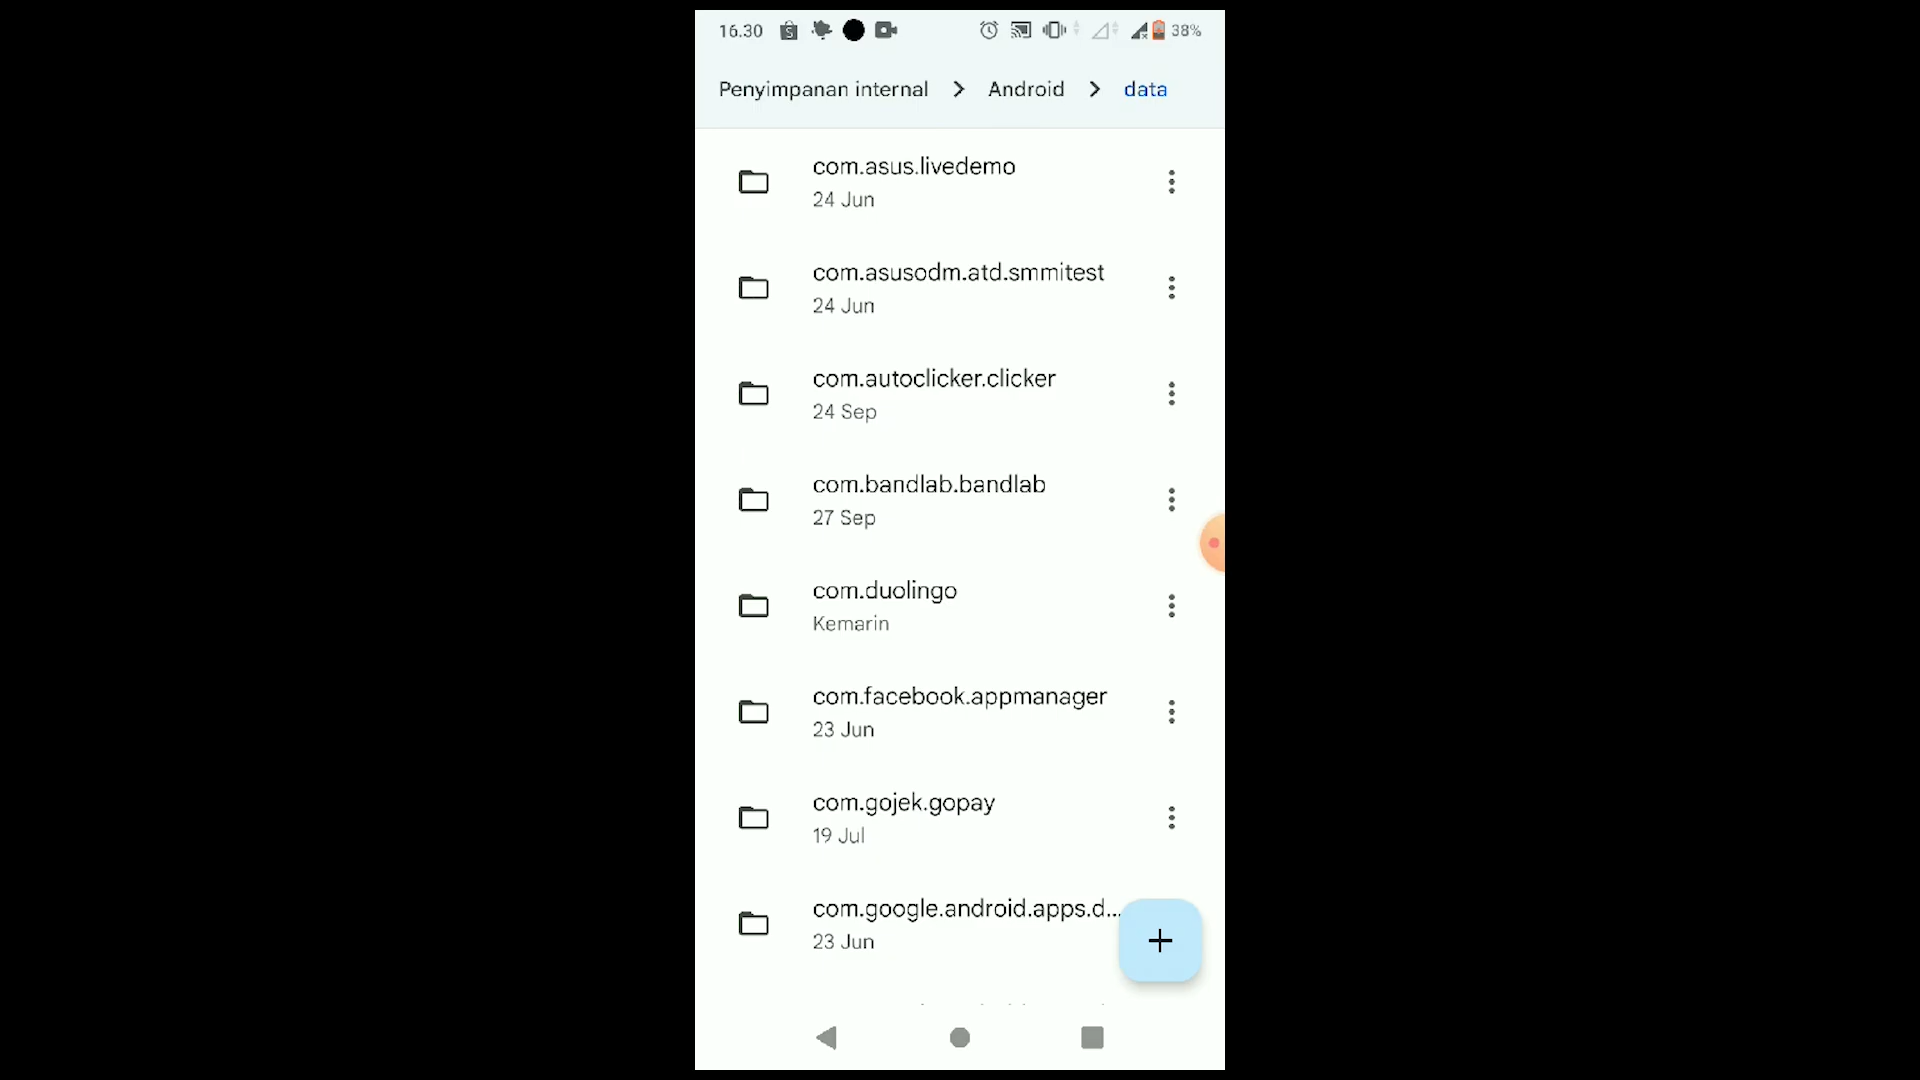 16.30
38%
Penyimpanan internal > Android > data
com.asus.livedemo
24 Jun
com.asusodm.atd.smmitest
24 Jun
com.autoclicker.clicker
24 Sep
com.bandlab.bandlab
27 Sep
com.duolingo
Kemarin
com.facebook.appmanager
23 Jun
com.gojek.gopay
19 Jul
com.google.android.apps.d...
23 Jun